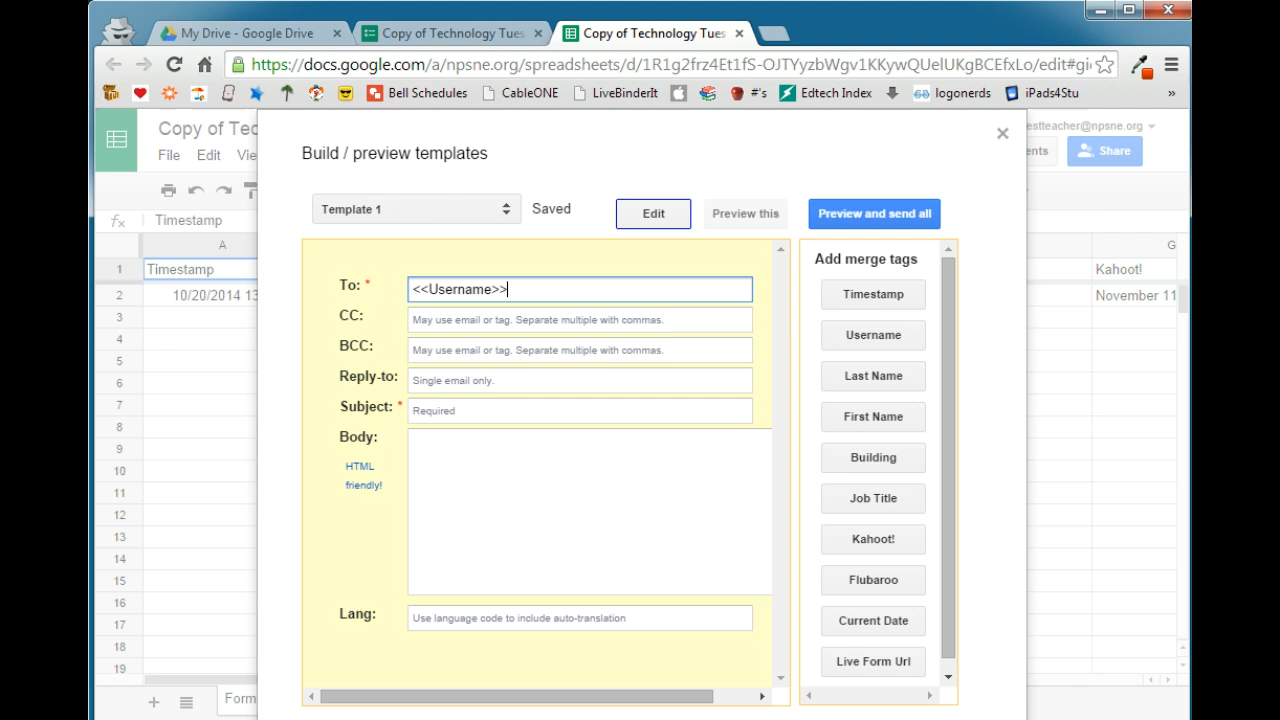 My Drive - Google Drive
Copy of Technology Tues
Copy of Technology Tues
https://docs.google.com/a/npsne.org/spreadsheets/d/1R1g2frz4Et1fS-OJTYyzbWgv1KKywQUelUKgBCEfxLo/edit#gi
Bell Schedules
CableONE
LiveBinderIt
#'s
Edtech Index
logonerds
iPads4Stu
»
Copy of Tec
estteacher@npsne.org
File Edit Vie
ents
Share
Build / preview templates
Template 1
Saved
Edit
Preview this
Preview and send all
fx
Timestamp
A
G
1
Timestamp
Kahoot!
2
10/20/2014 13
November 11
3
4
5
6
7
8
9
10
11
12
13
14
15
16
17
18
19
To: *
<<Username>>
CC:
May use email or tag. Separate multiple with commas.
BCC:
May use email or tag. Separate multiple with commas.
Reply-to:
Single email only.
Subject: *
Required
Body:
HTML
friendly!
Lang:
Use language code to include auto-translation
Add merge tags
Timestamp
Username
Last Name
First Name
Building
Job Title
Kahoot!
Flubaroo
Current Date
Live Form Url
Form